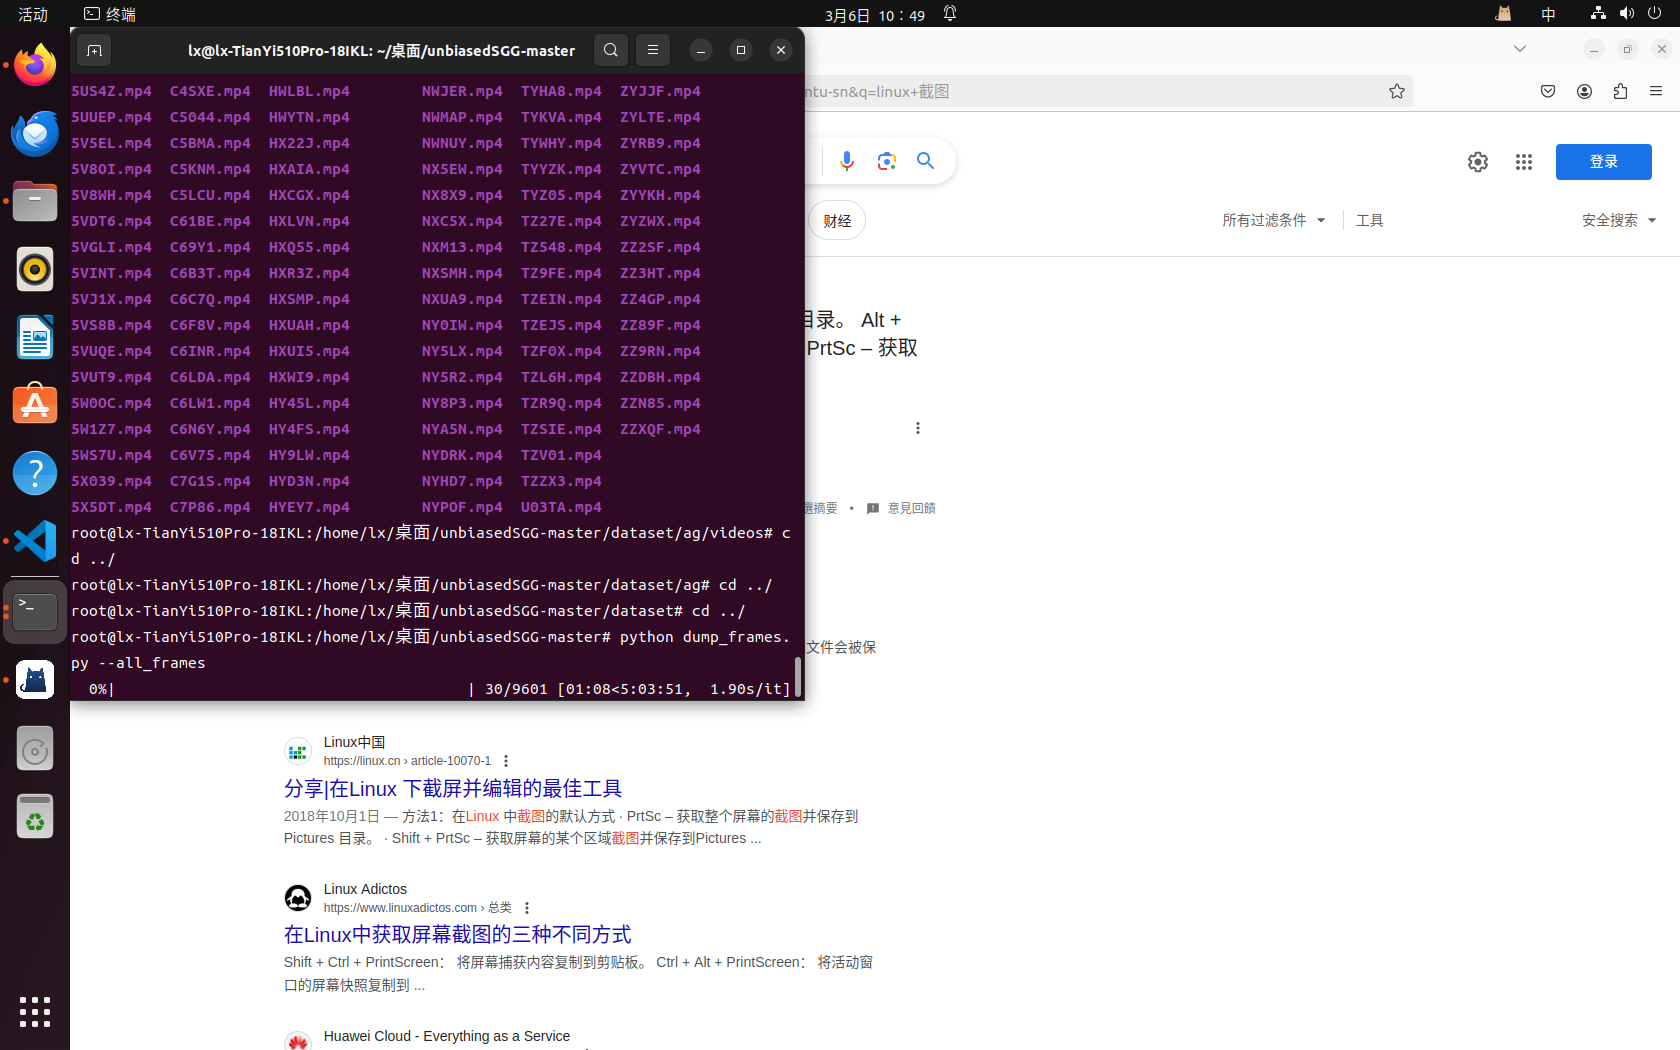 活动
终端
3月6日 10：49
中
lx@lx-TianYi510Pro-18IKL: ~/桌面/unbiasedSGG-master
5US4Z.mp4 C4SXE.mp4 HWLBL.mp4 NWJER.mp4 TYHA8.mp4 ZYJJF.mp4
5UUEP.mp4 C5044.mp4 HWYTN.mp4 NWMAP.mp4 TYKVA.mp4 ZYLTE.mp4
5V5EL.mp4 C5BMA.mp4 HX22J.mp4 NWNUY.mp4 TYWHY.mp4 ZYRB9.mp4
5V8OI.mp4 C5KNM.mp4 HXAIA.mp4 NX5EW.mp4 TYYZK.mp4 ZYVTC.mp4
5V8WH.mp4 C5LCU.mp4 HXCGX.mp4 NX8X9.mp4 TYZ05.mp4 ZYYKH.mp4
5VDT6.mp4 C61BE.mp4 HXLVN.mp4 NXC5X.mp4 TZ27E.mp4 ZYZWX.mp4
5VGLI.mp4 C69Y1.mp4 HXQ55.mp4 NXM13.mp4 TZ548.mp4 ZZ2SF.mp4
5VINT.mp4 C6B3T.mp4 HXR3Z.mp4 NXSMH.mp4 TZ9FE.mp4 ZZ3HT.mp4
5VJ1X.mp4 C6C7Q.mp4 HXSMP.mp4 NXUA9.mp4 TZEIN.mp4 ZZ4GP.mp4
5VS8B.mp4 C6F8V.mp4 HXUAH.mp4 NY0IW.mp4 TZEJS.mp4 ZZ89F.mp4
5VUQE.mp4 C6INR.mp4 HXUI5.mp4 NY5LX.mp4 TZF0X.mp4 ZZ9RN.mp4
5VUT9.mp4 C6LDA.mp4 HXWI9.mp4 NY5R2.mp4 TZL6H.mp4 ZZDBH.mp4
5W0OC.mp4 C6LW1.mp4 HY45L.mp4 NY8P3.mp4 TZR9Q.mp4 ZZN85.mp4
5W1Z7.mp4 C6N6Y.mp4 HY4FS.mp4 NYA5N.mp4 TZSIE.mp4 ZZXQF.mp4
5WS7U.mp4 C6V75.mp4 HY9LW.mp4 NYDRK.mp4 TZV01.mp4
5X039.mp4 C7G1S.mp4 HYD3N.mp4 NYHD7.mp4 TZZX3.mp4
5X5DT.mp4 C7P86.mp4 HYEY7.mp4 NYPOF.mp4 U03TA.mp4
root@lx-TianYi510Pro-18IKL:/home/lx/桌面/unbiasedSGG-master/dataset/ag/videos# c
d ../
root@lx-TianYi510Pro-18IKL:/home/lx/桌面/unbiasedSGG-master/dataset/ag# cd ../
root@lx-TianYi510Pro-18IKL:/home/lx/桌面/unbiasedSGG-master/dataset# cd ../
root@lx-TianYi510Pro-18IKL:/home/lx/桌面/unbiasedSGG-master# python dump_frames.
py --all_frames
0%| | 30/9601 [01:08<5:03:51, 1.90s/it]
ntu-sn&q=linux+截图
登录
财经
所有过滤条件
工具
安全搜索
目录。 Alt +
PrtSc – 获取
選摘要 • 意見回饋
文件会被保
Linux中国
https://linux.cn › article-10070-1
分享|在Linux 下截屏并编辑的最佳工具
2018年10月1日 — 方法1：在Linux 中截图的默认方式 · PrtSc – 获取整个屏幕的截图并保存到
Pictures 目录。 · Shift + PrtSc – 获取屏幕的某个区域截图并保存到Pictures ...
Linux Adictos
https://www.linuxadictos.com › 总类
在Linux中获取屏幕截图的三种不同方式
Shift + Ctrl + PrintScreen： 将屏幕捕获内容复制到剪贴板。 Ctrl + Alt + PrintScreen： 将活动窗
口的屏幕快照复制到 ...
Huawei Cloud - Everything as a Service